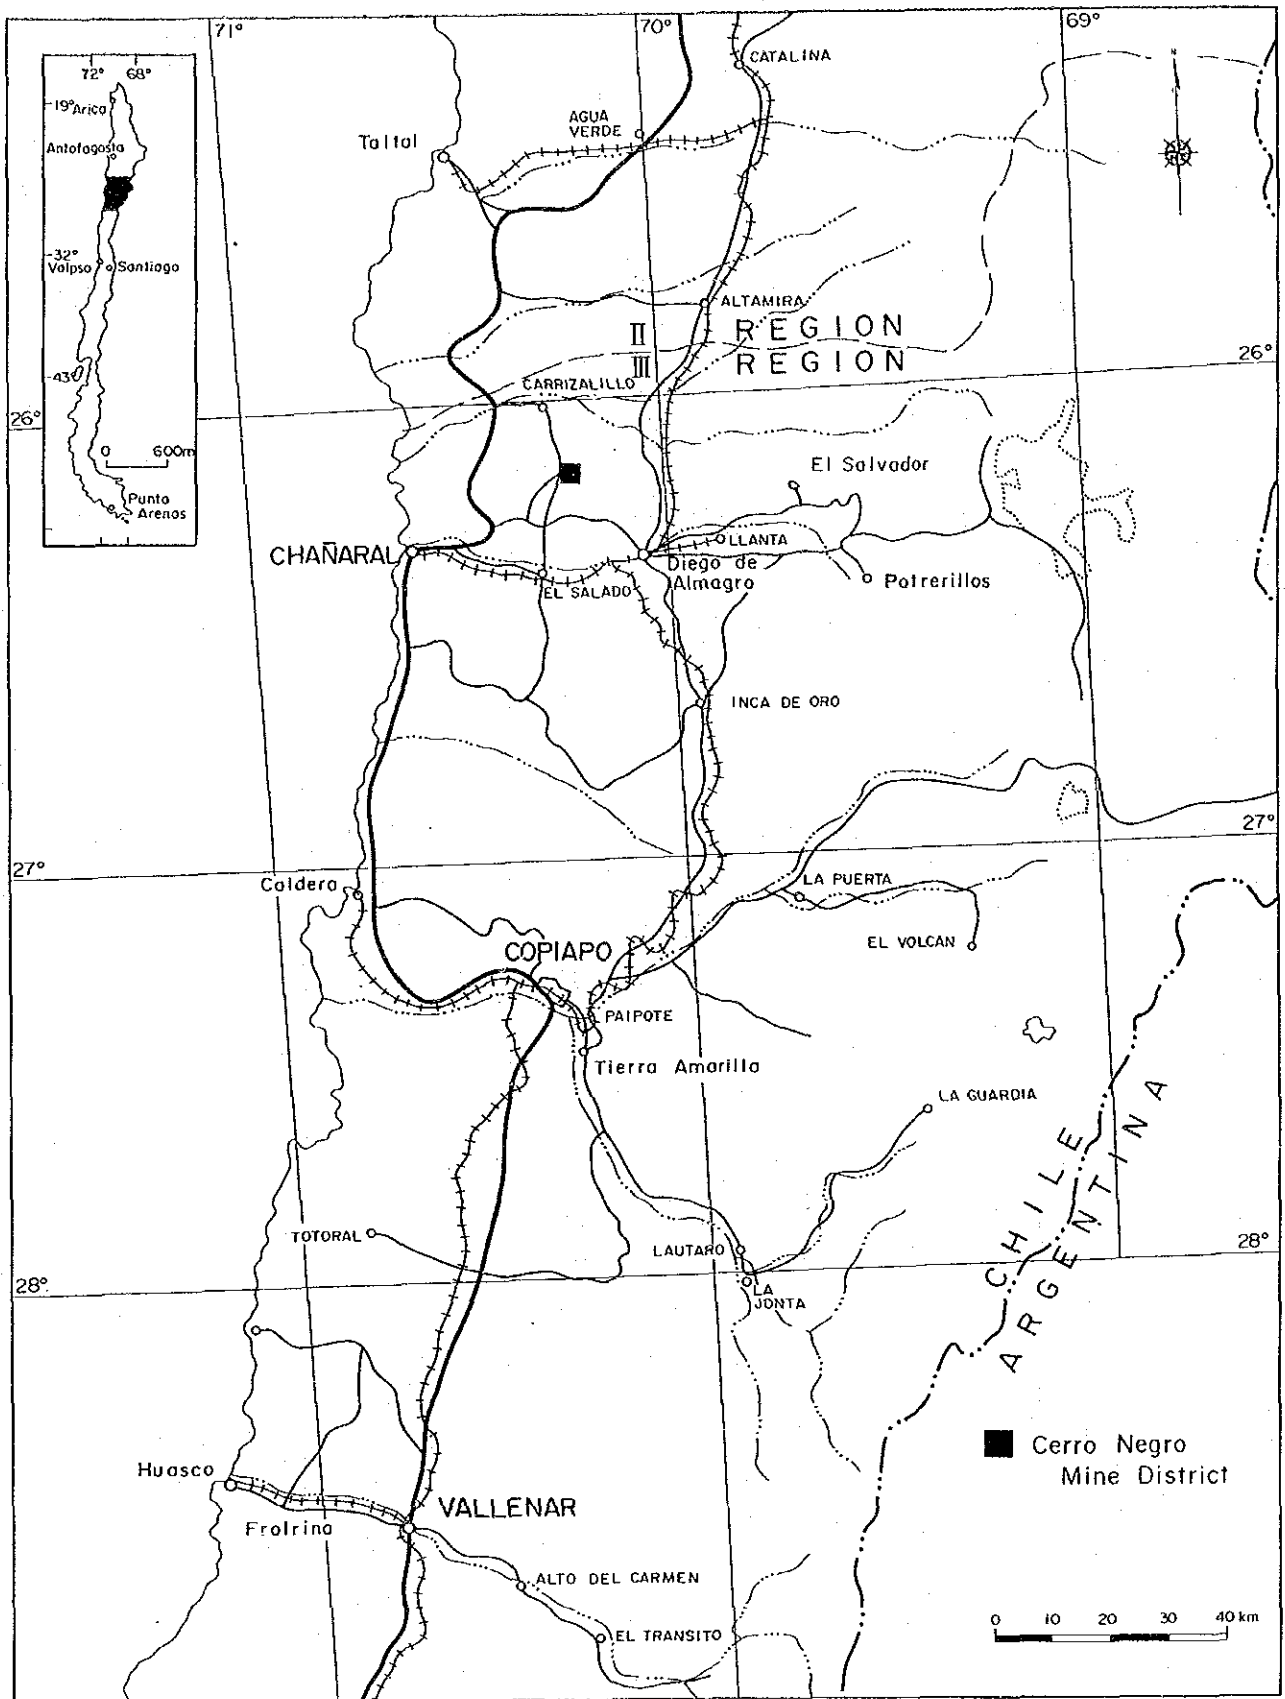 71°
70°
69°
72° 68°
19° Arica
Antofagasta
32°
Valpso Santiago
43°
0 600m
Punta
Arenas
CATALINA
AGUA
VERDE
Taltal
ALTAMIRA
II REGION
III REGION
26°
CARRIZALILLO
26°
El Salvador
CHAÑARAL
LLANTA
Diego de
Almagro
Potrerillos
EL SALADO
INCA DE ORO
27°
27°
Caldera
LA PUERTA
EL VOLCAN
COPIAPO
PAIPOTE
Tierra Amarilla
LA GUARDIA
CHILE
ARGENTINA
TOTORAL
LAUTARO
28°
28°
LA
JONTA
Cerro Negro
Mine District
Huasco
VALLENAR
Frolrina
ALTO DEL CARMEN
EL TRANSITO
0 10 20 30 40 km